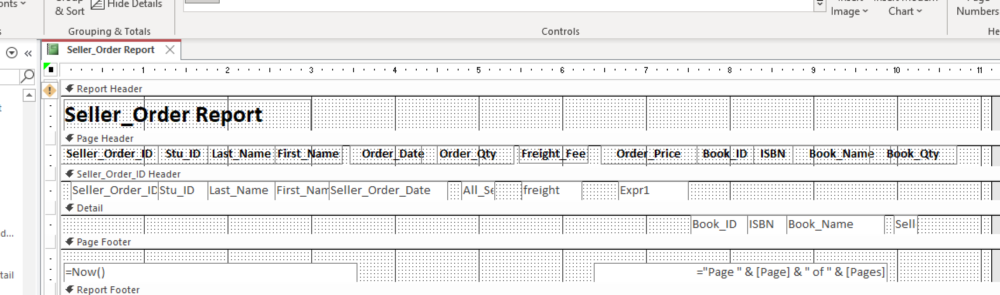 Hide Details
& Sort
Image
Chart
Numbers
Grouping & Totals
Controls
Seller_Order Report
1 2 3 4 5 6 7 8 9 10 11
Report Header
Seller_Order Report
Page Header
Seller_Order_ID Stu_ID Last_Name First_Name Order_Date Order_Qty Freight_Fee Order_Price Book_ID ISBN Book_Name Book_Qty
Seller_Order_ID Header
Seller_Order_ID Stu_ID Last_Name First_Nam Seller_Order_Date All_Se freight Expr1
Detail
Book_ID ISBN Book_Name Sell
d...
Page Footer
=Now() ="Page " & [Page] & " of " & [Pages]
tail
Report Footer